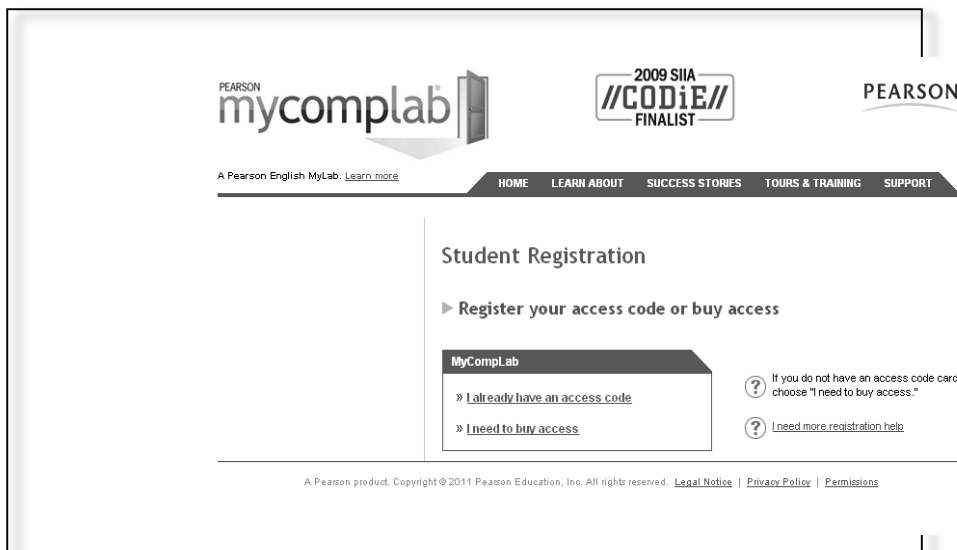 PEARSON
mycomplab
2009 SIIA
//CODiE//
FINALIST
PEARSON
A Pearson English MyLab. Learn more
HOME LEARN ABOUT SUCCESS STORIES TOURS & TRAINING SUPPORT
Student Registration
Register your access code or buy access
MyCompLab
» I already have an access code
» I need to buy access
? If you do not have an access code card
choose "I need to buy access."
? I need more registration help
A Pearson product. Copyright © 2011 Pearson Education, Inc. All rights reserved. Legal Notice | Privacy Policy | Permissions